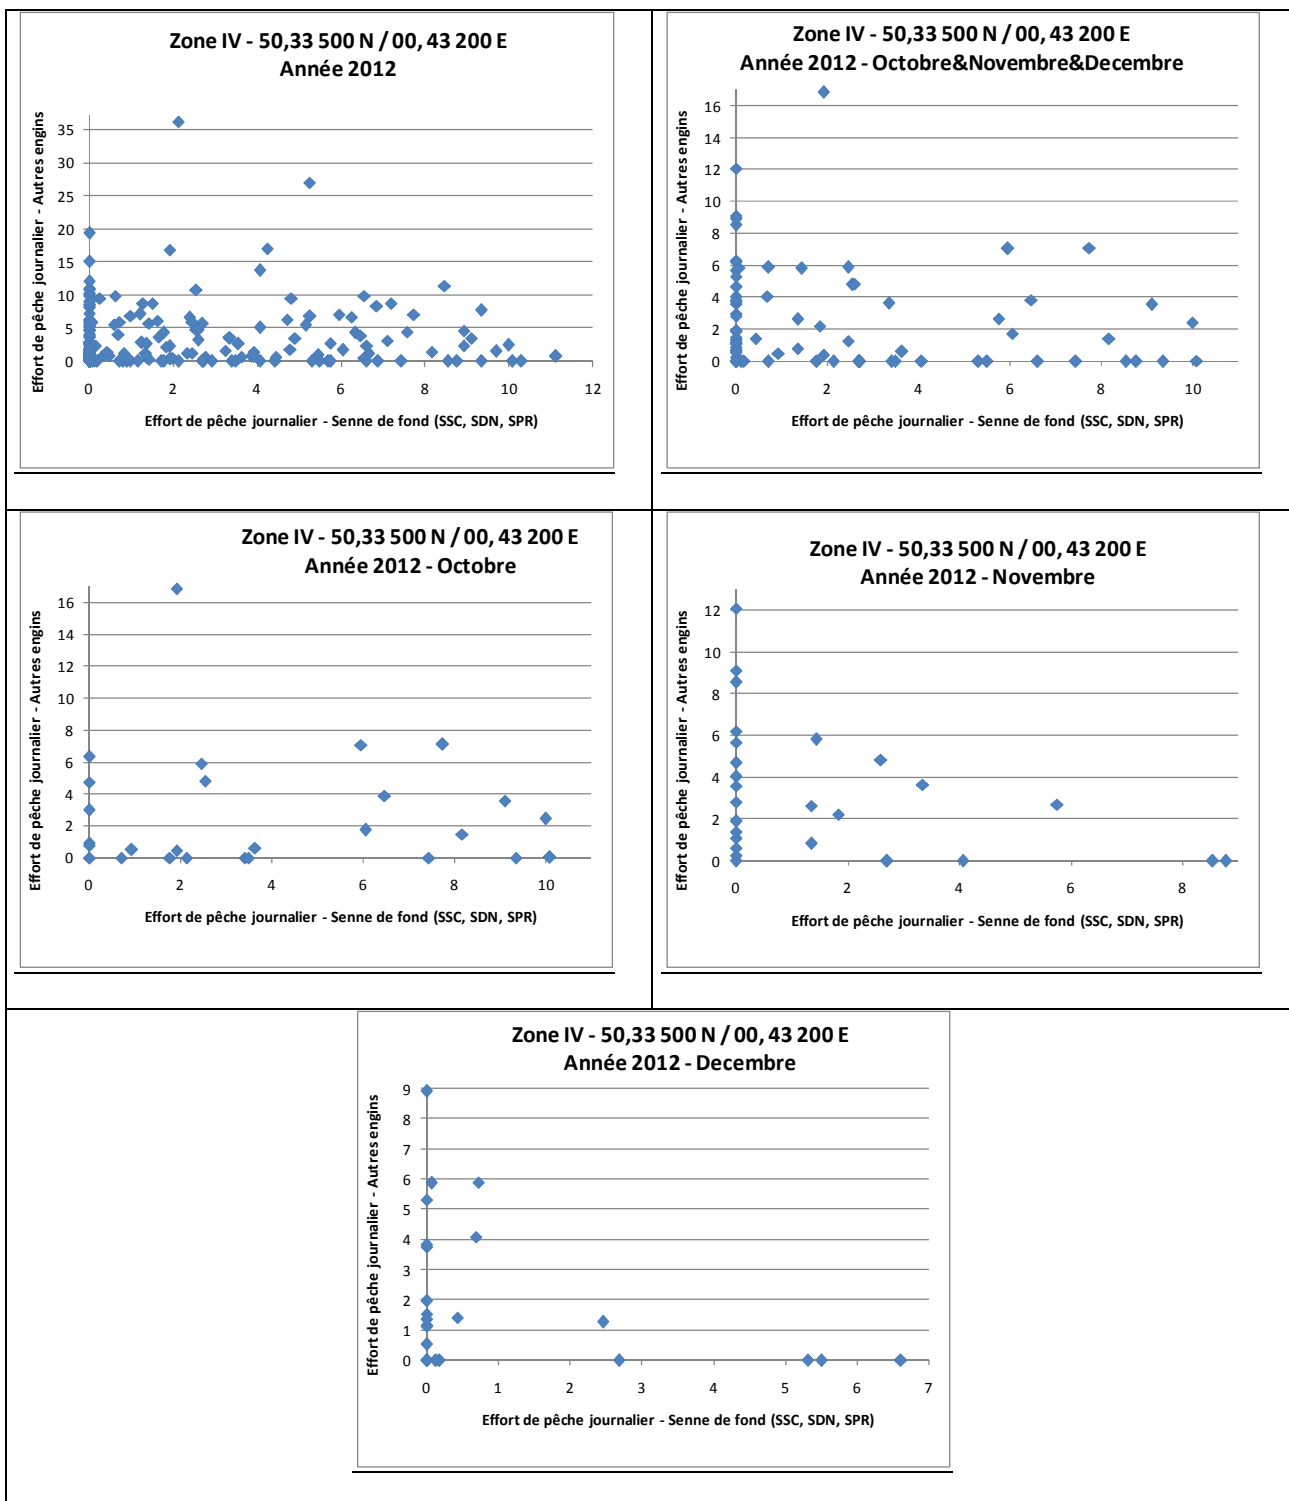 Zone IV - 50,33 500 N / 00, 43 200 E
Année 2012
Effort de pêche journalier - Autres engins
35
30
25
20
15
10
5
0
0 2 4 6 8 10 12
Effort de pêche journalier - Senne de fond (SSC, SDN, SPR)
Zone IV - 50,33 500 N / 00, 43 200 E
Année 2012 - Octobre&Novembre&Decembre
Effort de pêche journalier - Autres engins
16
14
12
10
8
6
4
2
0
0 2 4 6 8 10
Effort de pêche journalier - Senne de fond (SSC, SDN, SPR)
Zone IV - 50,33 500 N / 00, 43 200 E
Année 2012 - Octobre
Effort de pêche journalier - Autres engins
16
14
12
10
8
6
4
2
0
0 2 4 6 8 10
Effort de pêche journalier - Senne de fond (SSC, SDN, SPR)
Zone IV - 50,33 500 N / 00, 43 200 E
Année 2012 - Novembre
Effort de pêche journalier - Autres engins
12
10
8
6
4
2
0
0 2 4 6 8
Effort de pêche journalier - Senne de fond (SSC, SDN, SPR)
Zone IV - 50,33 500 N / 00, 43 200 E
Année 2012 - Decembre
Effort de pêche journalier - Autres engins
9
8
7
6
5
4
3
2
1
0
0 1 2 3 4 5 6 7
Effort de pêche journalier - Senne de fond (SSC, SDN, SPR)